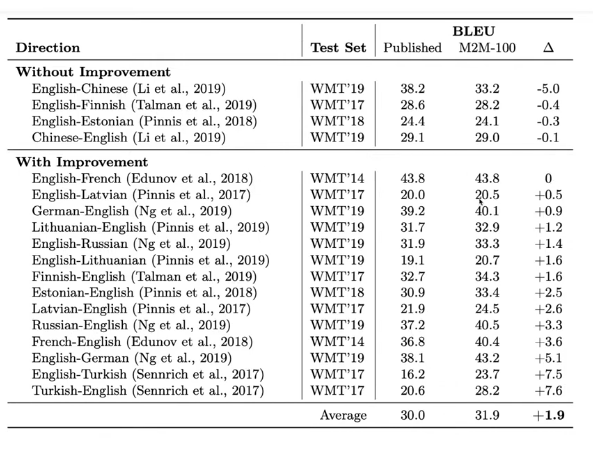 BLEU
Direction Test Set Published M2M-100 Δ
Without Improvement
English-Chinese (Li et al., 2019) WMT'19 38.2 33.2 -5.0
English-Finnish (Talman et al., 2019) WMT'17 28.6 28.2 -0.4
English-Estonian (Pinnis et al., 2018) WMT'18 24.4 24.1 -0.3
Chinese-English (Li et al., 2019) WMT'19 29.1 29.0 -0.1
With Improvement
English-French (Edunov et al., 2018) WMT'14 43.8 43.8 0
English-Latvian (Pinnis et al., 2017) WMT'17 20.0 20.5 +0.5
German-English (Ng et al., 2019) WMT'19 39.2 40.1 +0.9
Lithuanian-English (Pinnis et al., 2019) WMT'19 31.7 32.9 +1.2
English-Russian (Ng et al., 2019) WMT'19 31.9 33.3 +1.4
English-Lithuanian (Pinnis et al., 2019) WMT'19 19.1 20.7 +1.6
Finnish-English (Talman et al., 2019) WMT'17 32.7 34.3 +1.6
Estonian-English (Pinnis et al., 2018) WMT'18 30.9 33.4 +2.5
Latvian-English (Pinnis et al., 2017) WMT'17 21.9 24.5 +2.6
Russian-English (Ng et al., 2019) WMT'19 37.2 40.5 +3.3
French-English (Edunov et al., 2018) WMT'14 36.8 40.4 +3.6
English-German (Ng et al., 2019) WMT'19 38.1 43.2 +5.1
English-Turkish (Sennrich et al., 2017) WMT'17 16.2 23.7 +7.5
Turkish-English (Sennrich et al., 2017) WMT'17 20.6 28.2 +7.6
Average 30.0 31.9 +1.9